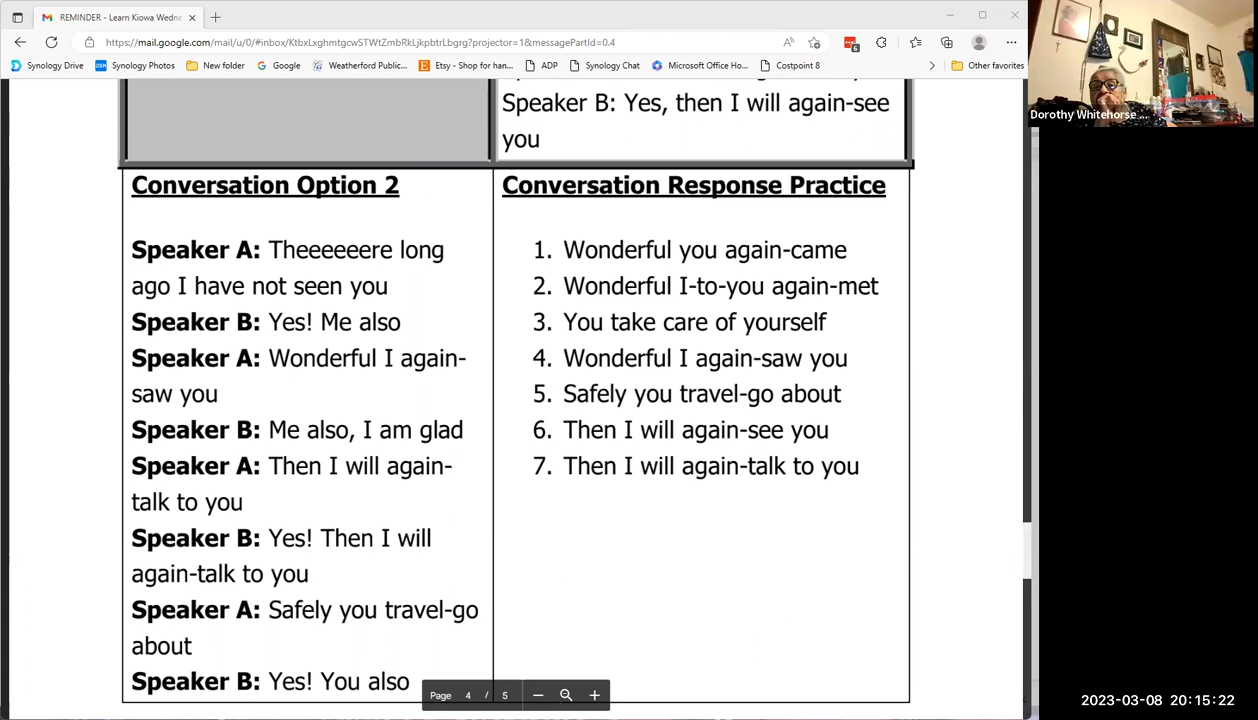 REMINDER - Learn Kiowa Wedne
https://mail.google.com/mail/u/0/#inbox/KtbxLxghmtgcwSTWtZmbRkLjkpbtrLbgrg?projector=1&messagePartId=0.4
6
Synology Drive
Synology Photos
New folder
Google
Weatherford Public...
Etsy - Shop for han...
ADP
Synology Chat
Microsoft Office Ho...
Costpoint 8
Other favorites
Speaker B: Yes, then I will again-see
you
Conversation Option 2
Speaker A: Theeeeeere long
ago I have not seen you
Speaker B: Yes! Me also
Speaker A: Wonderful I again-
saw you
Speaker B: Me also, I am glad
Speaker A: Then I will again-
talk to you
Speaker B: Yes! Then I will
again-talk to you
Speaker A: Safely you travel-go
about
Speaker B: Yes! You also
Conversation Response Practice
1. Wonderful you again-came
2. Wonderful I-to-you again-met
3. You take care of yourself
4. Wonderful I again-saw you
5. Safely you travel-go about
6. Then I will again-see you
7. Then I will again-talk to you
Page 4 / 5
Dorothy Whitehorse ...
2023-03-08 20:15:22